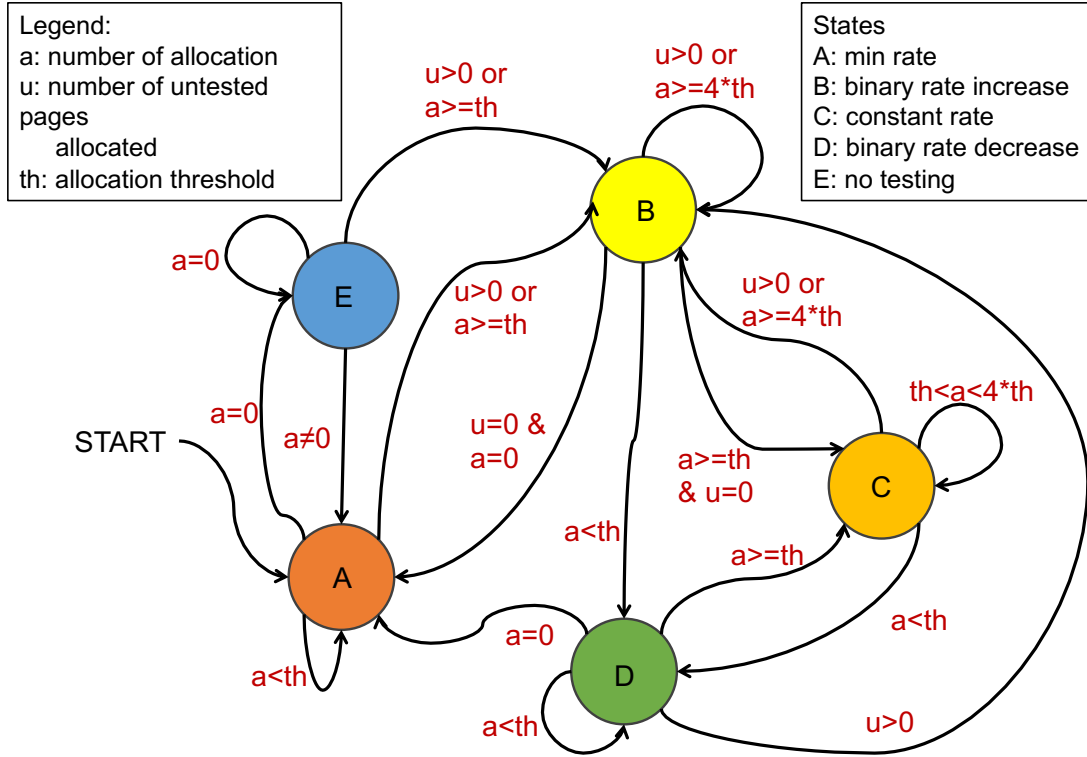 Legend:
a: number of allocation
u: number of untested
pages
allocated
th: allocation threshold
States
A: min rate
B: binary rate increase
C: constant rate
D: binary rate decrease
E: no testing
u>0 or
a>=th
u>0 or
a>=4*th
B
a=0
E
u>0 or
a>=th
u>0 or
a>=4*th
th<a<4*th
a=0
a≠0
u=0 &
a=0
START
a>=th
& u=0
C
a<th
a>=th
A
a=0
a<th
a<th
D
a<th
u>0